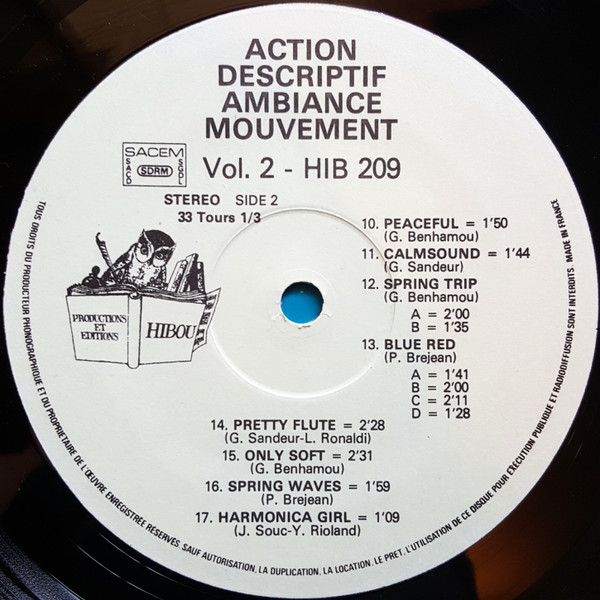 ACTION
DESCRIPTIF
AMBIANCE
MOUVEMENT
SACEM
SACD
SDRM
SGDL
Vol. 2 - HIB 209
STEREO SIDE 2
33 Tours 1/3
PRODUCTIONS
ET
EDITIONS
HIBOU
10. PEACEFUL = 1'50
(G. Benhamou)
11. CALMSOUND = 1'44
(G. Sandeur)
12. SPRING TRIP
(G. Benhamou)
A = 2'00
B = 1'35
13. BLUE RED
(P. Brejean)
A = 1'41
B = 2'00
C = 2'11
D = 1'28
14. PRETTY FLUTE = 2'28
(G. Sandeur-L. Ronaldi)
15. ONLY SOFT = 2'31
(G. Benhamou)
16. SPRING WAVES = 1'59
(P. Brejean)
17. HARMONICA GIRL = 1'09
(J. Souc-Y. Rioland)
TOUS DROITS DU PRODUCTEUR PHONOGRAPHIQUE ET DU PROPRIETAIRE DE L'ŒUVRE ENREGISTREE RESERVES. SAUF AUTORISATION, LA DUPLICATION, LA LOCATION, LE PRET, L'UTILISATION DE CE DISQUE POUR EXECUTION PUBLIQUE ET RADIODIFFUSION SONT INTERDITS. MADE IN FRANCE.